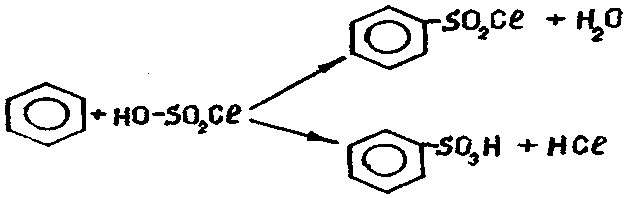 SO₂Cl + H₂O
+ HO-SO₂Cl
SO₃H + HCl